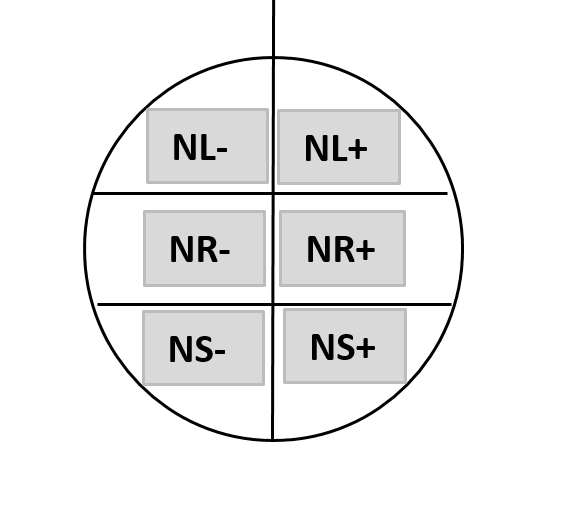 NL- NL+
NR- NR+
NS- NS+